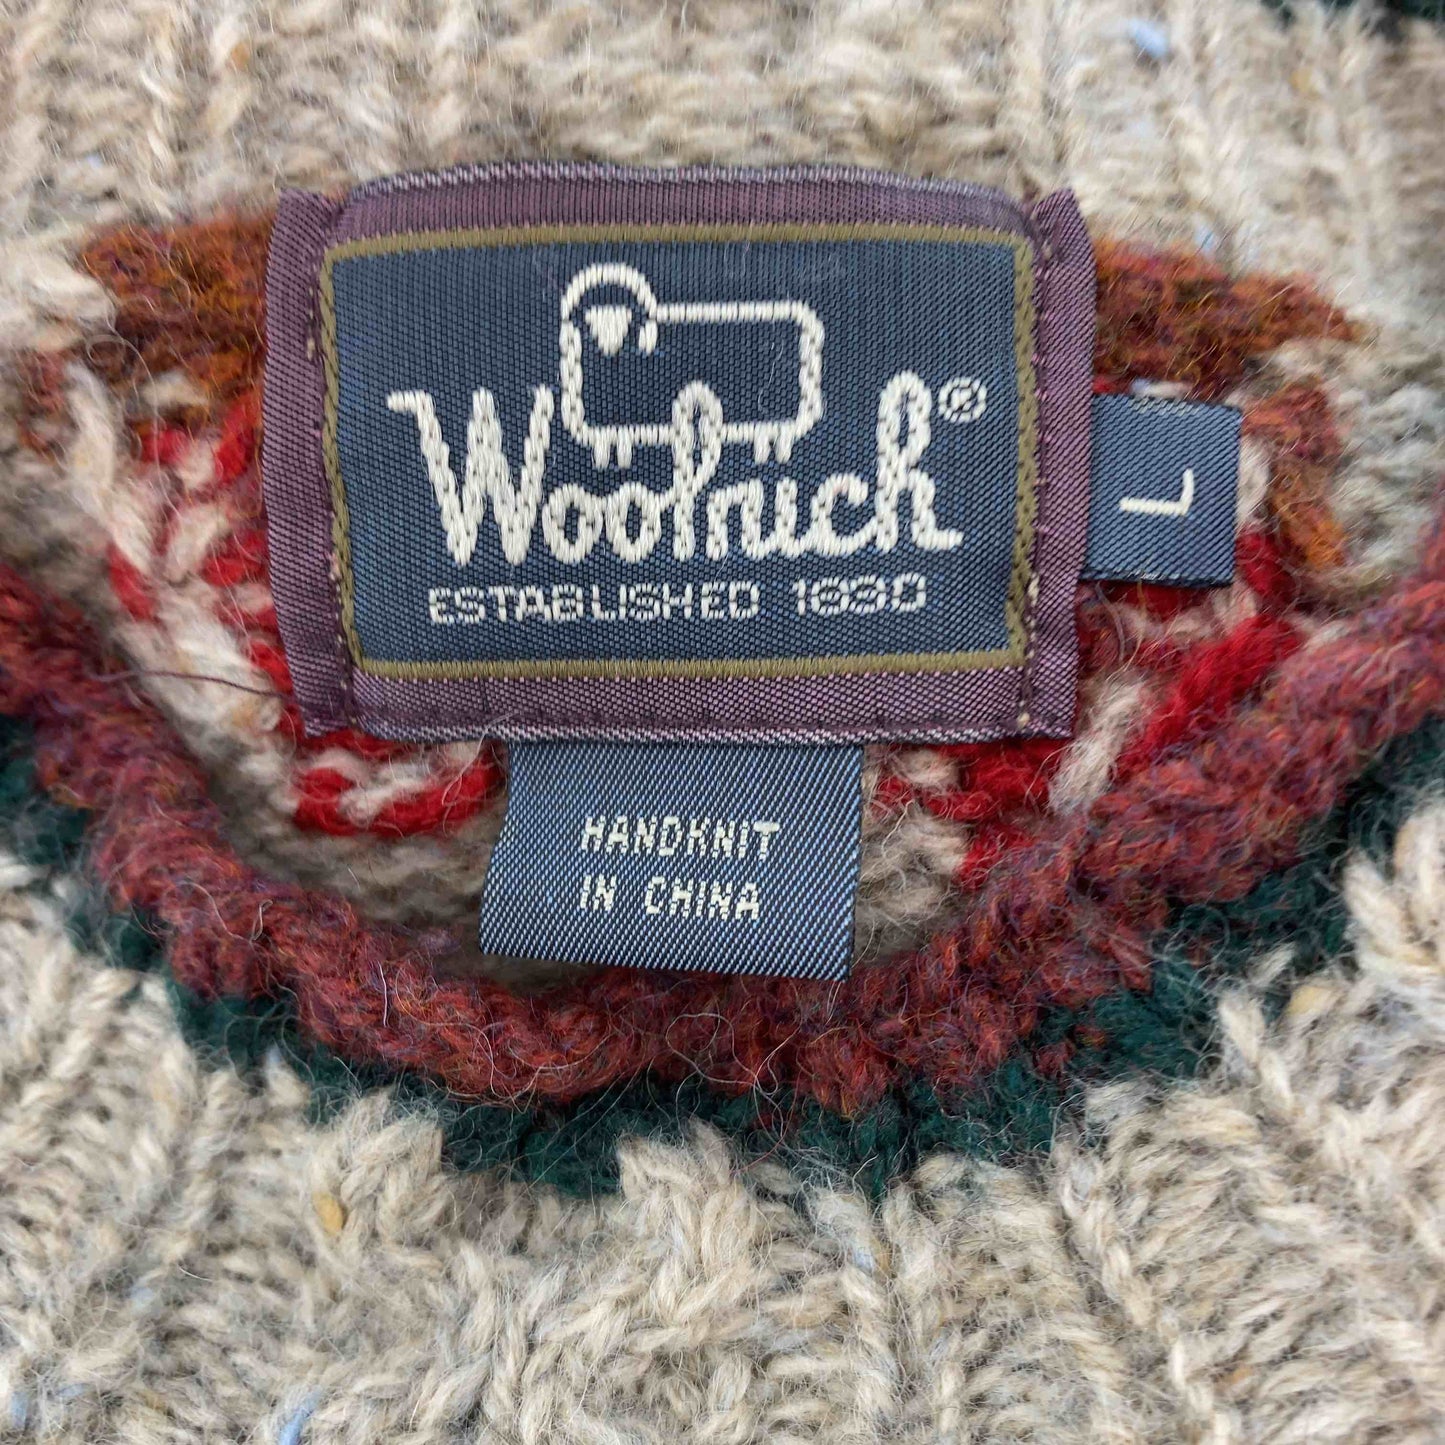 Woolrich®
ESTABLISHED 1830
L
HANDKNIT
IN CHINA